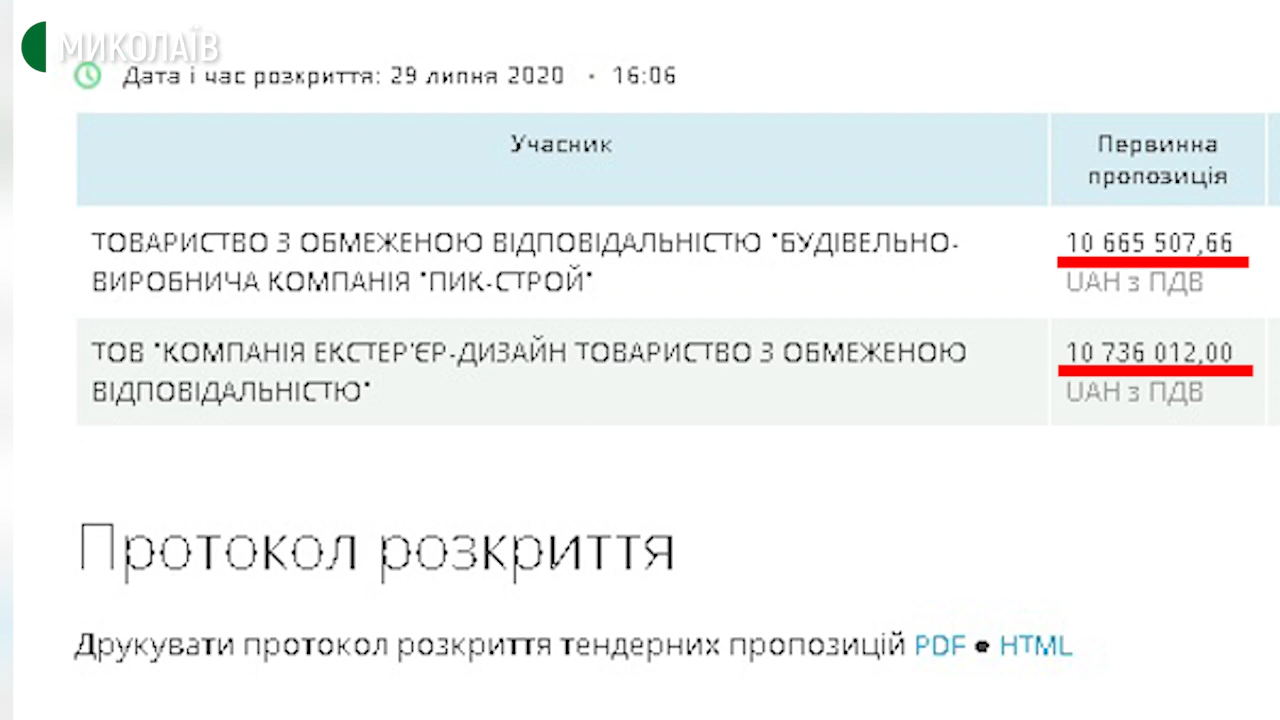 МИКОЛАЇВ
Дата і час розкриття: 29 липня 2020 • 16:06
Учасник
Первинна
пропозиція
ТОВАРИСТВО З ОБМЕЖЕНОЮ ВІДПОВІДАЛЬНІСТЮ "БУДІВЕЛЬНО-
ВИРОБНИЧА КОМПАНІЯ "ПИК-СТРОЙ"
10 665 507,66
UAH з ПДВ
ТОВ "КОМПАНІЯ ЕКСТЕР'ЄР-ДИЗАЙН ТОВАРИСТВО З ОБМЕЖЕНОЮ
ВІДПОВІДАЛЬНІСТЮ"
10 736 012,00
UAH з ПДВ
Протокол розкриття
Друкувати протокол розкриття тендерних пропозицій PDF ● HTML